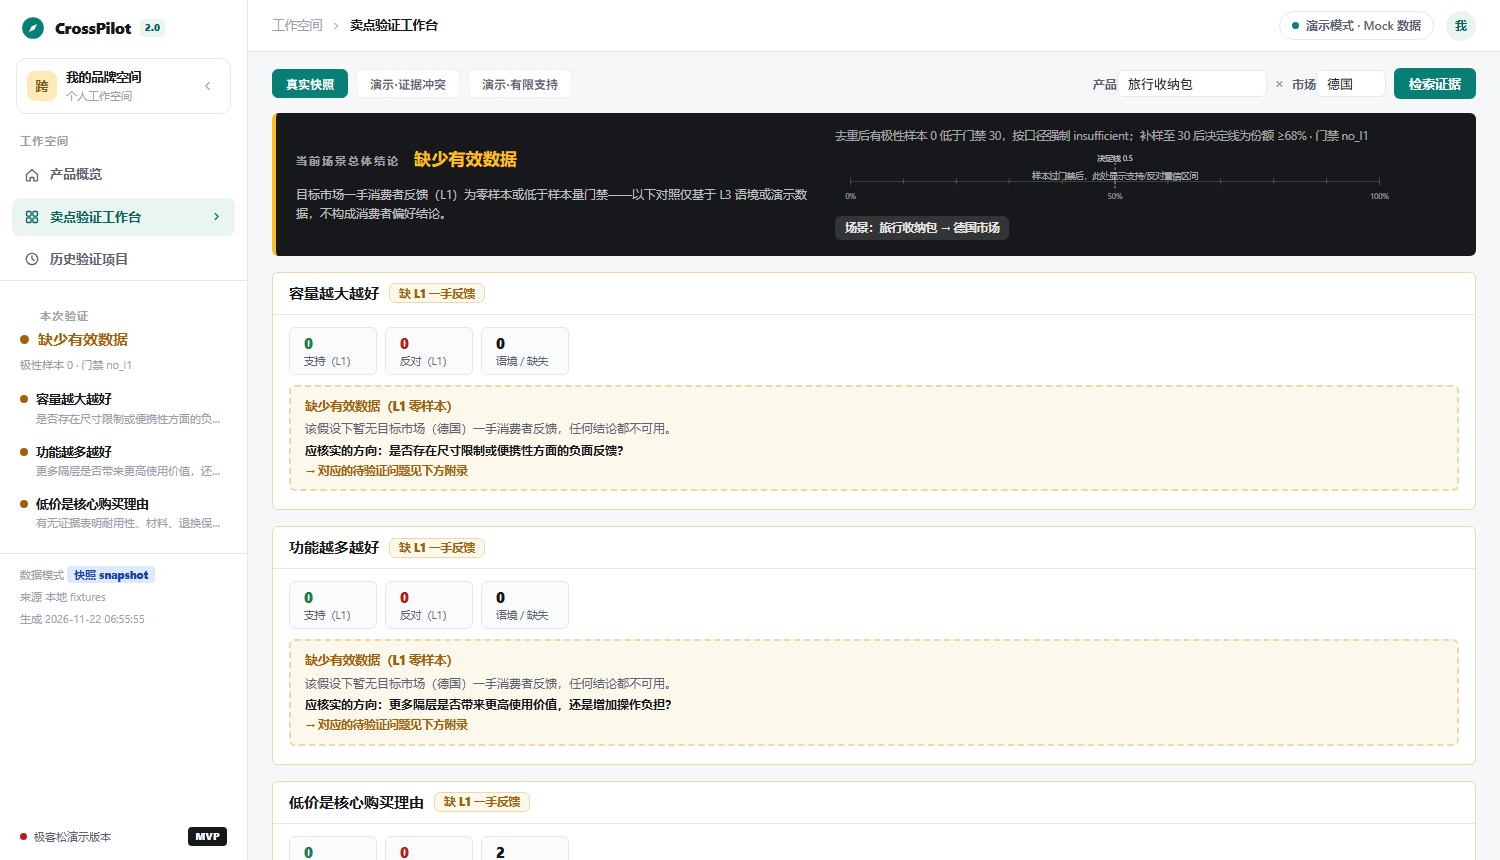 CrossPilot 2.0
跨
我的品牌空间
个人工作空间
工作空间
产品概览
卖点验证工作台
历史验证项目
本次验证
缺少有效数据
极性样本 0 · 门禁 no_l1
容量越大越好
是否存在尺寸限制或便携性方面的负...
功能越多越好
更多隔层是否带来更高使用价值，还...
低价是核心购买理由
有无证据表明耐用性、材料、退换保...
数据模式 快照 snapshot
来源 本地 fixtures
生成 2026-11-22 06:55:55
极客松演示版本 MVP
工作空间 › 卖点验证工作台
演示模式 · Mock 数据
我
真实快照 演示·证据冲突 演示·有限支持
产品 旅行收纳包 × 市场 德国 检索证据
当前场景总体结论 缺少有效数据
目标市场一手消费者反馈（L1）为零样本或低于样本量门禁——以下对照仅基于 L3 语境或演示数
据，不构成消费者偏好结论。
去重后有极性样本 0 低于门禁 30，按口径强制 insufficient；补样至 30 后决定线为份额 ≥68% · 门禁 no_l1
决定线 0.5
样本过门禁后，此处显示支持/反对置信区间
0% 50% 100%
场景：旅行收纳包 → 德国市场
容量越大越好 缺 L1 一手反馈
0 0 0
支持（L1） 反对（L1） 语境 / 缺失
缺少有效数据（L1 零样本）
该假设下暂无目标市场（德国）一手消费者反馈，任何结论都不可用。
应核实的方向：是否存在尺寸限制或便携性方面的负面反馈？
→ 对应的待验证问题见下方附录
功能越多越好 缺 L1 一手反馈
0 0 0
支持（L1） 反对（L1） 语境 / 缺失
缺少有效数据（L1 零样本）
该假设下暂无目标市场（德国）一手消费者反馈，任何结论都不可用。
应核实的方向：更多隔层是否带来更高使用价值，还是增加操作负担？
→ 对应的待验证问题见下方附录
低价是核心购买理由 缺 L1 一手反馈
0 0 2